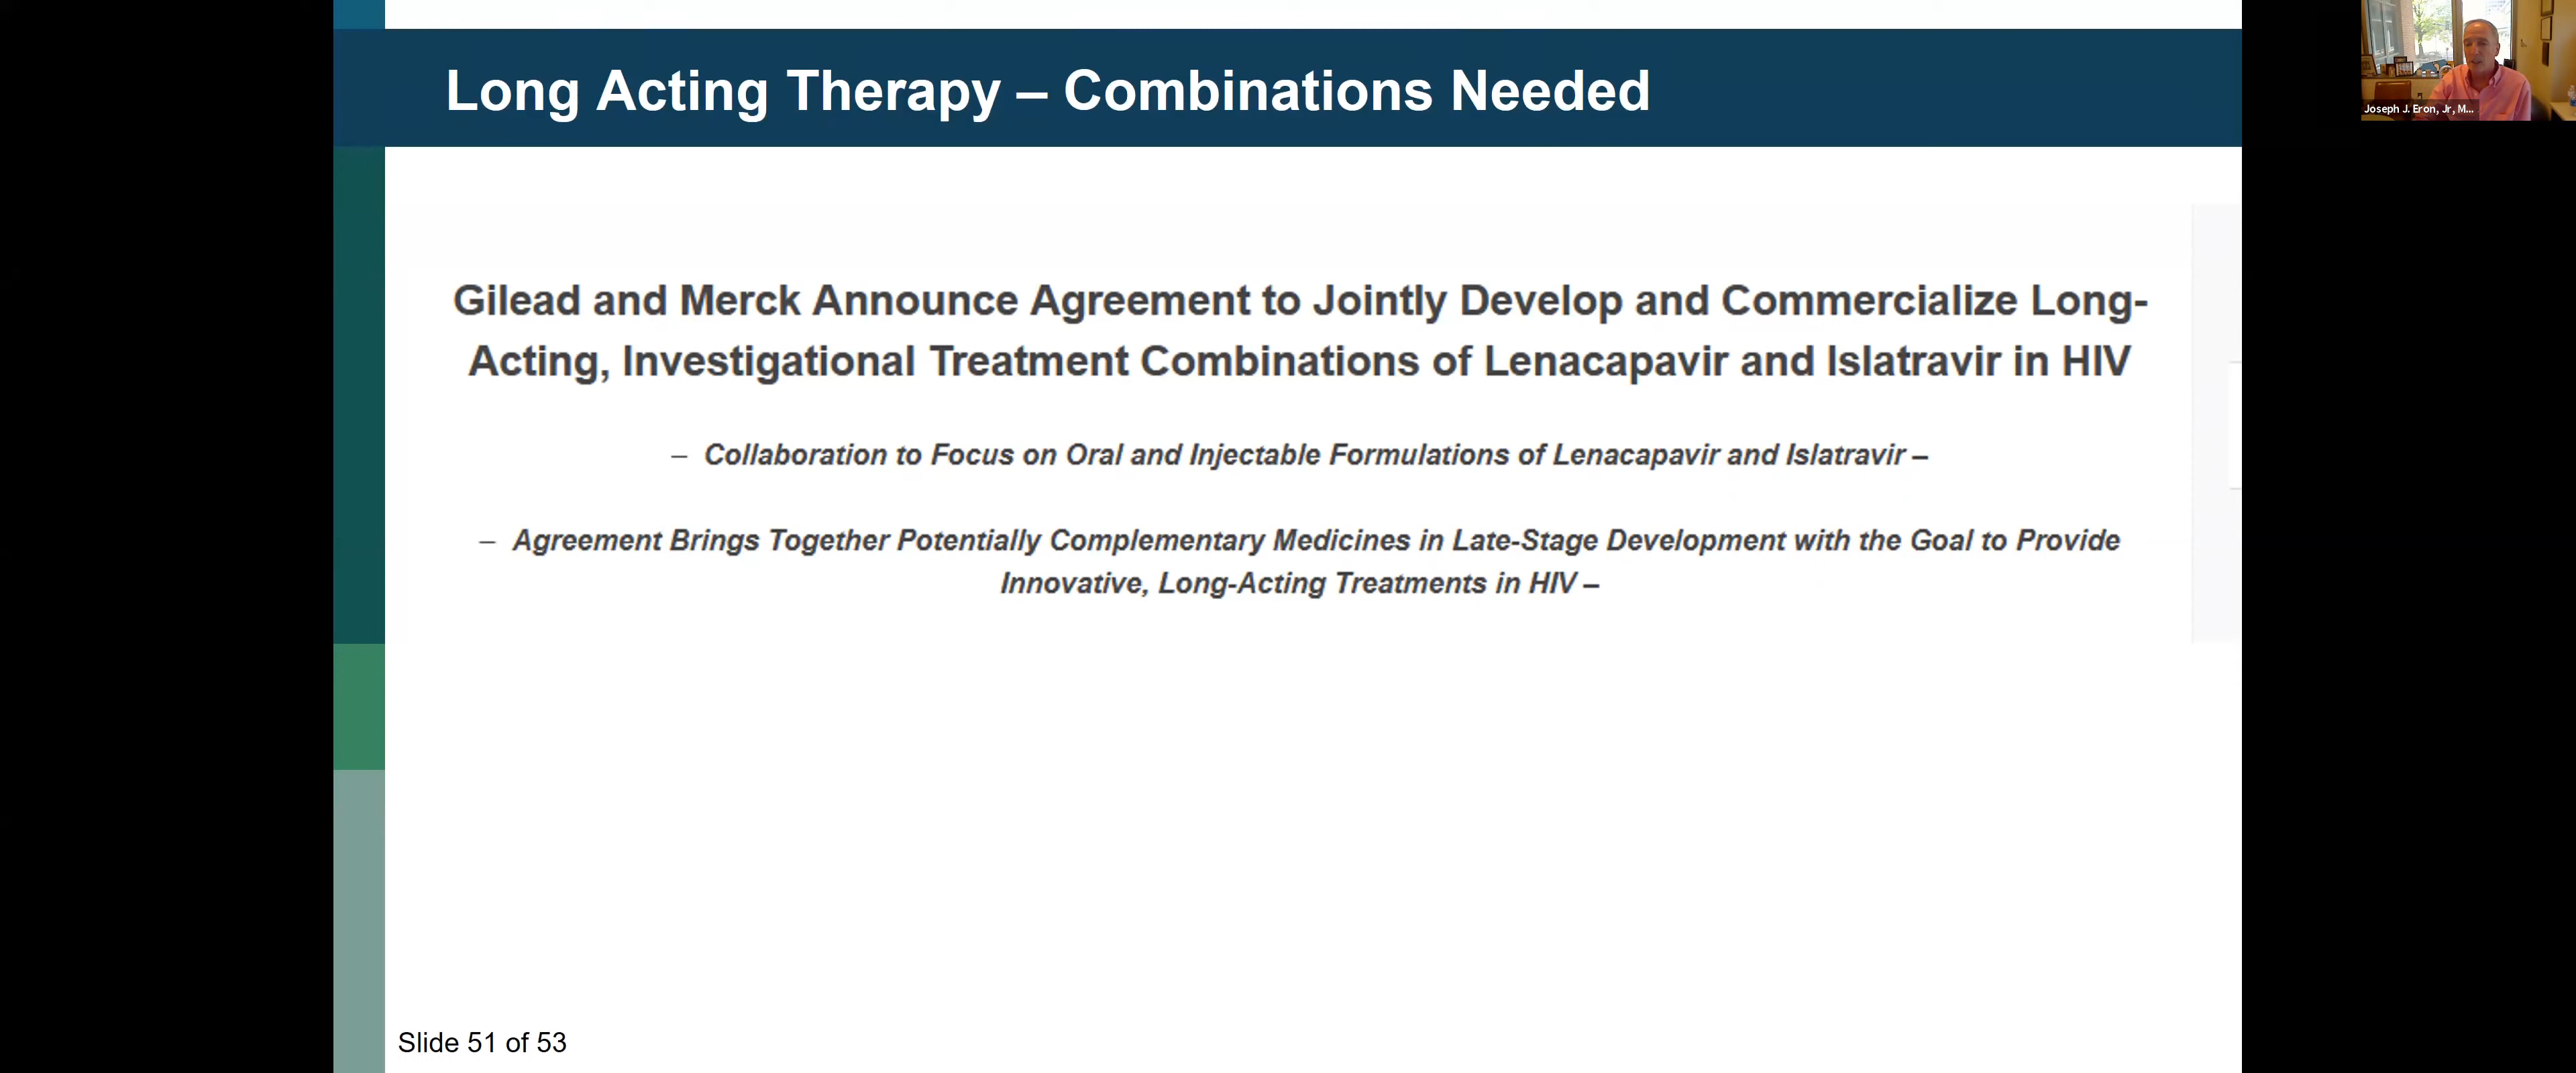 Long Acting Therapy – Combinations Needed
Joseph J. Eron, Jr, M...
Gilead and Merck Announce Agreement to Jointly Develop and Commercialize Long-
Acting, Investigational Treatment Combinations of Lenacapavir and Islatravir in HIV
– Collaboration to Focus on Oral and Injectable Formulations of Lenacapavir and Islatravir –
– Agreement Brings Together Potentially Complementary Medicines in Late-Stage Development with the Goal to Provide
Innovative, Long-Acting Treatments in HIV –
Slide 51 of 53